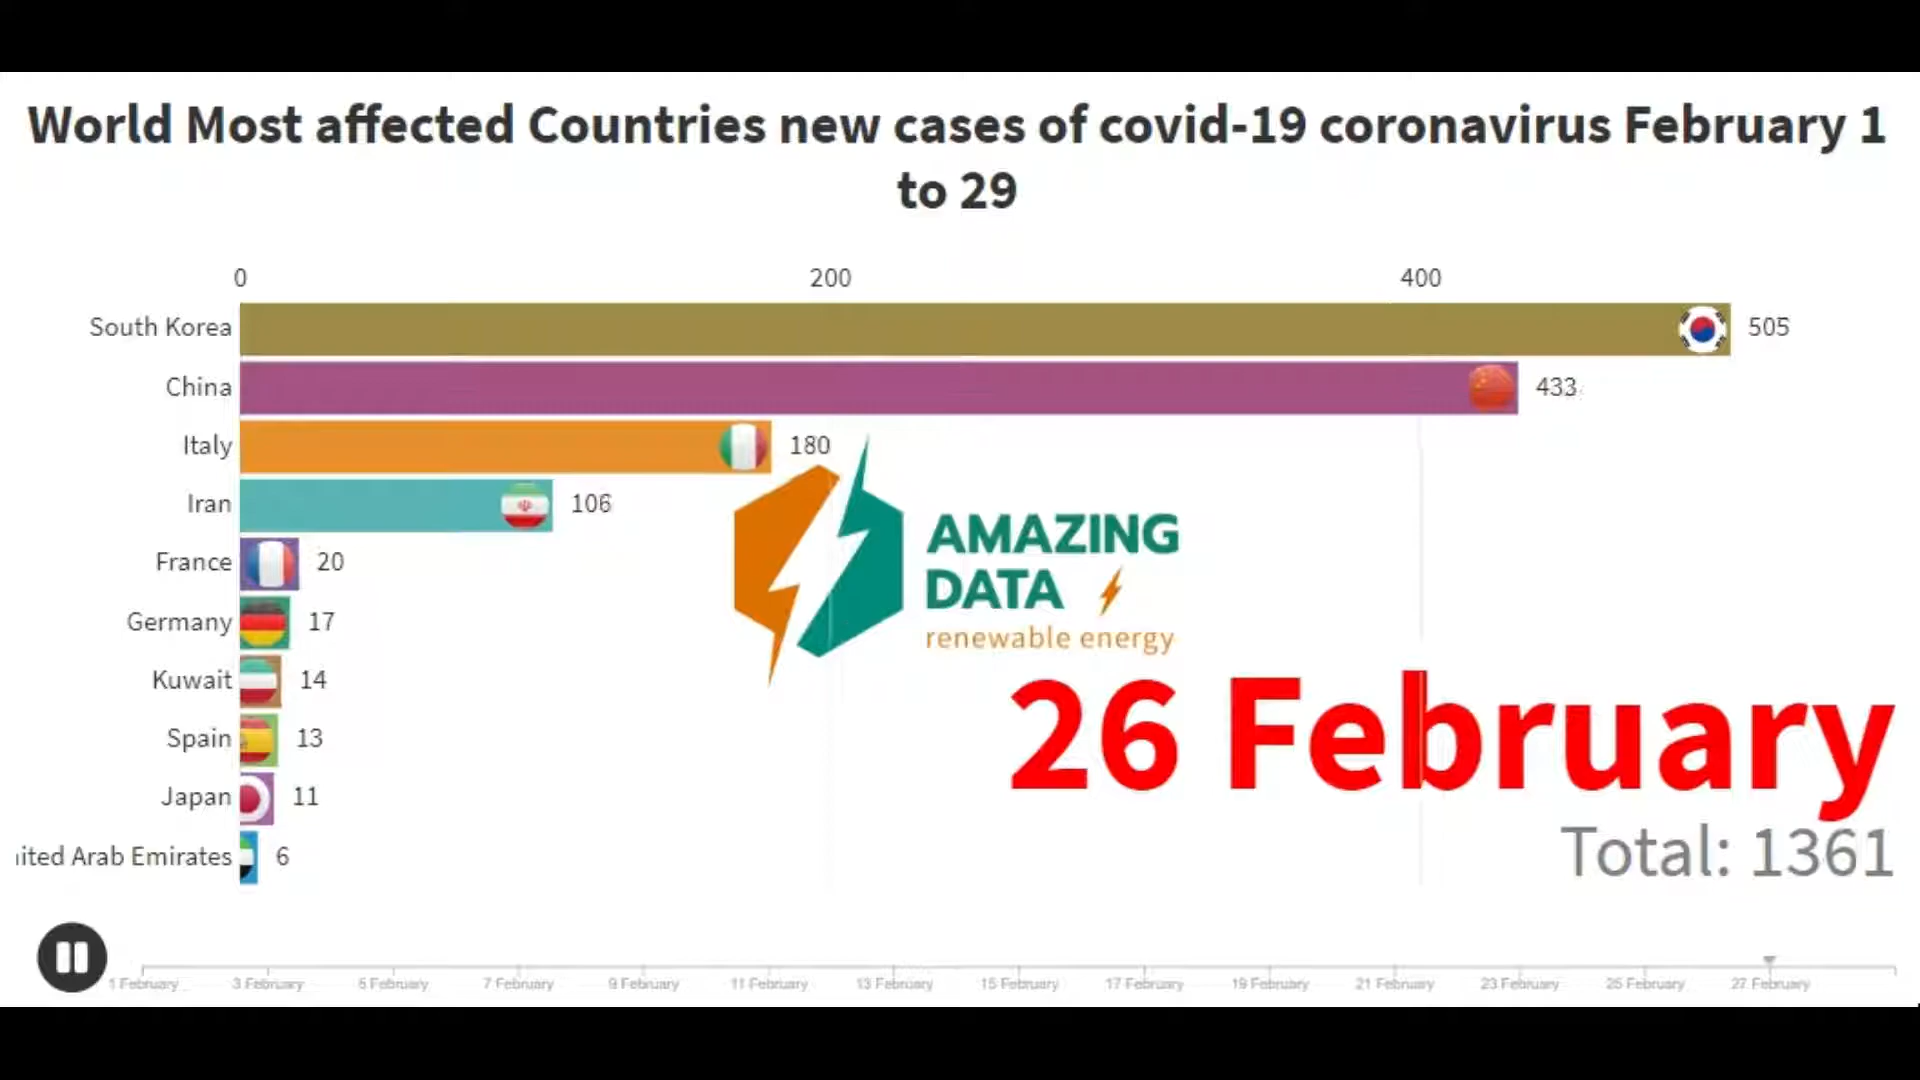 World Most affected Countries new cases of covid-19 coronavirus February 1
to 29
0 200 400
South Korea 505
China 433
Italy 180
Iran 106
France 20
Germany 17
Kuwait 14
Spain 13
Japan 11
ited Arab Emirates 6
AMAZING
DATA
renewable energy
26 February
Total: 1361
1 February 3 February 5 February 7 February 9 February 11 February 13 February 15 February 17 February 19 February 21 February 23 February 25 February 27 February